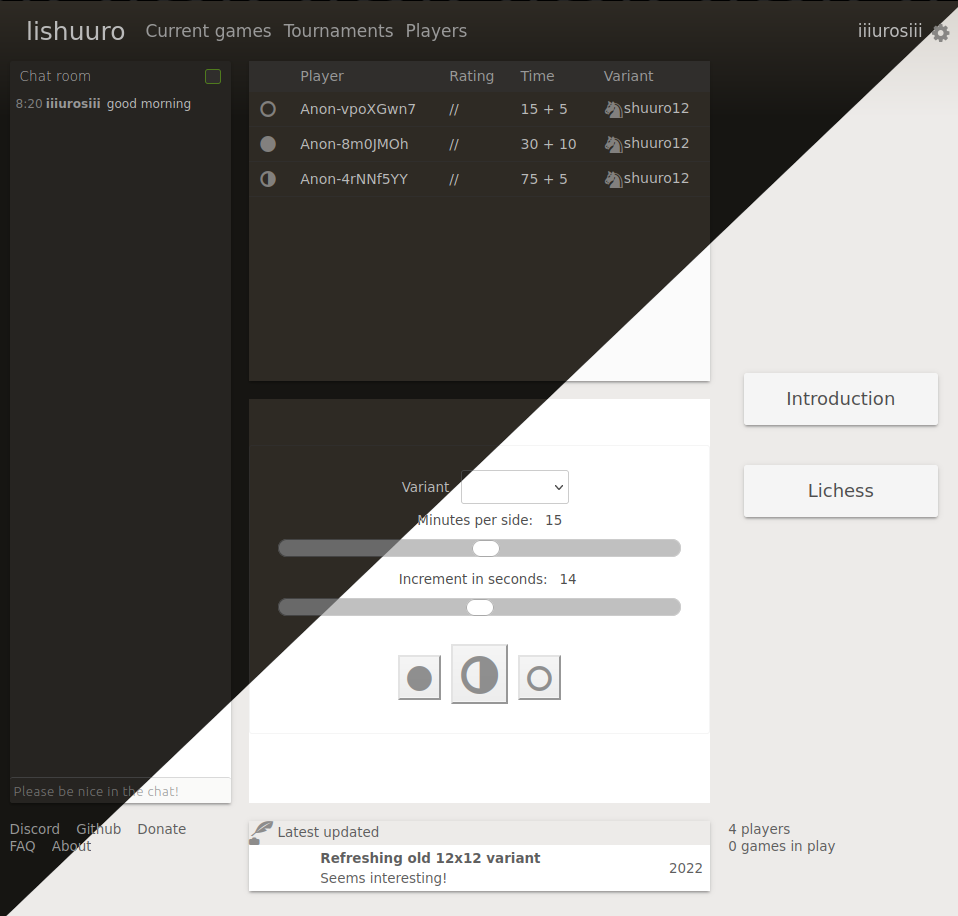 lishuuro Current games Tournaments Players iiiurosiii
Chat room
8:20 iiiurosiii good morning
Player Rating Time Variant
Anon-vpoXGwn7 // 15 + 5 shuuro12
Anon-8m0JMOh // 30 + 10 shuuro12
Anon-4rNNf5YY // 75 + 5 shuuro12
Introduction
Lichess
Variant
Minutes per side: 15
Increment in seconds: 14
Please be nice in the chat!
Discord Github Donate
FAQ About
Latest updated
Refreshing old 12x12 variant
Seems interesting!
2022
4 players
0 games in play